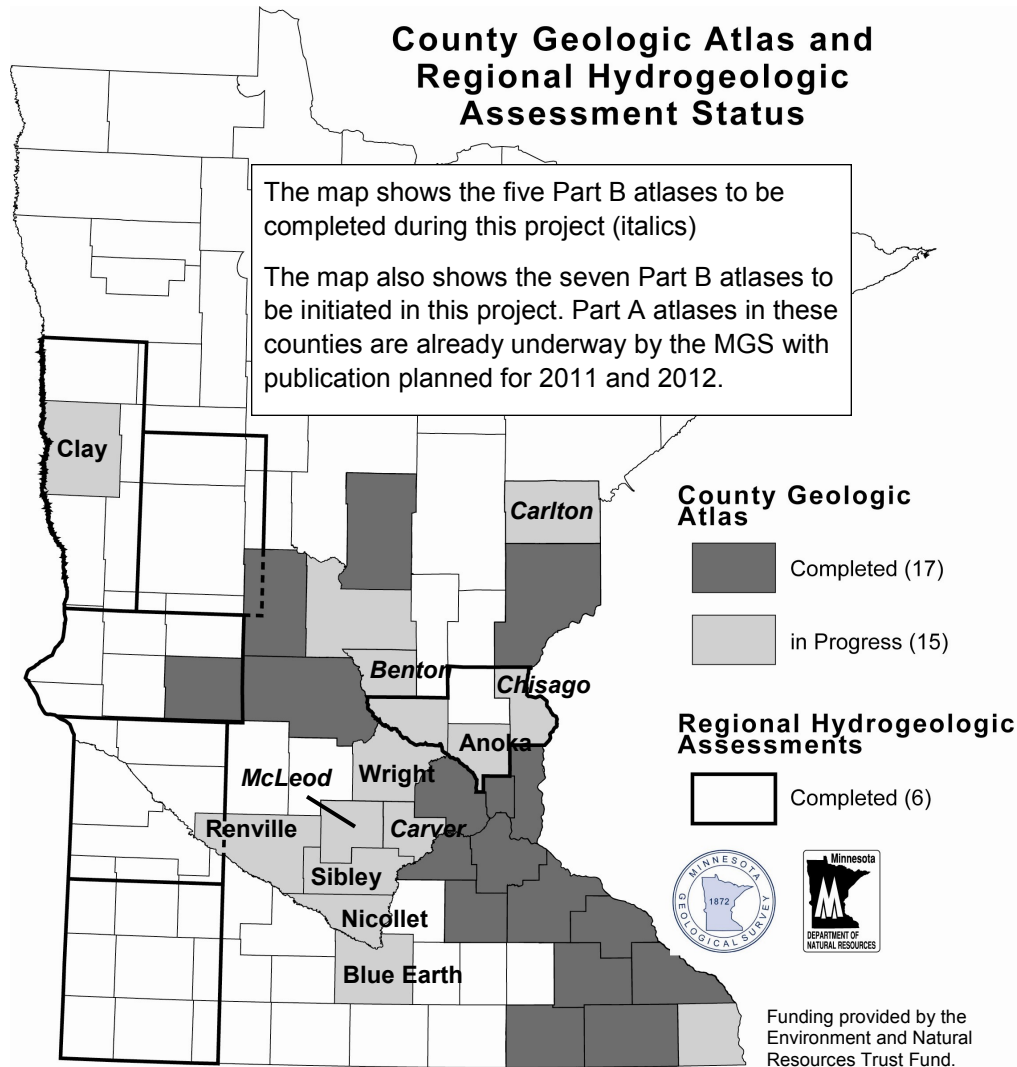 County Geologic Atlas and
Regional Hydrogeologic
Assessment Status
The map shows the five Part B atlases to be
completed during this project (italics)
The map also shows the seven Part B atlases to
be initiated in this project. Part A atlases in these
counties are already underway by the MGS with
publication planned for 2011 and 2012.
Clay
Carlton
Benton
Chisago
Anoka
Wright
McLeod
Carver
Renville
Sibley
Nicollet
Blue Earth
County Geologic
Atlas
Completed (17)
in Progress (15)
Regional Hydrogeologic
Assessments
Completed (6)
MINNESOTA
1872
GEOLOGICAL SURVEY
Minnesota
DEPARTMENT OF
NATURAL RESOURCES
Funding provided by the
Environment and Natural
Resources Trust Fund.